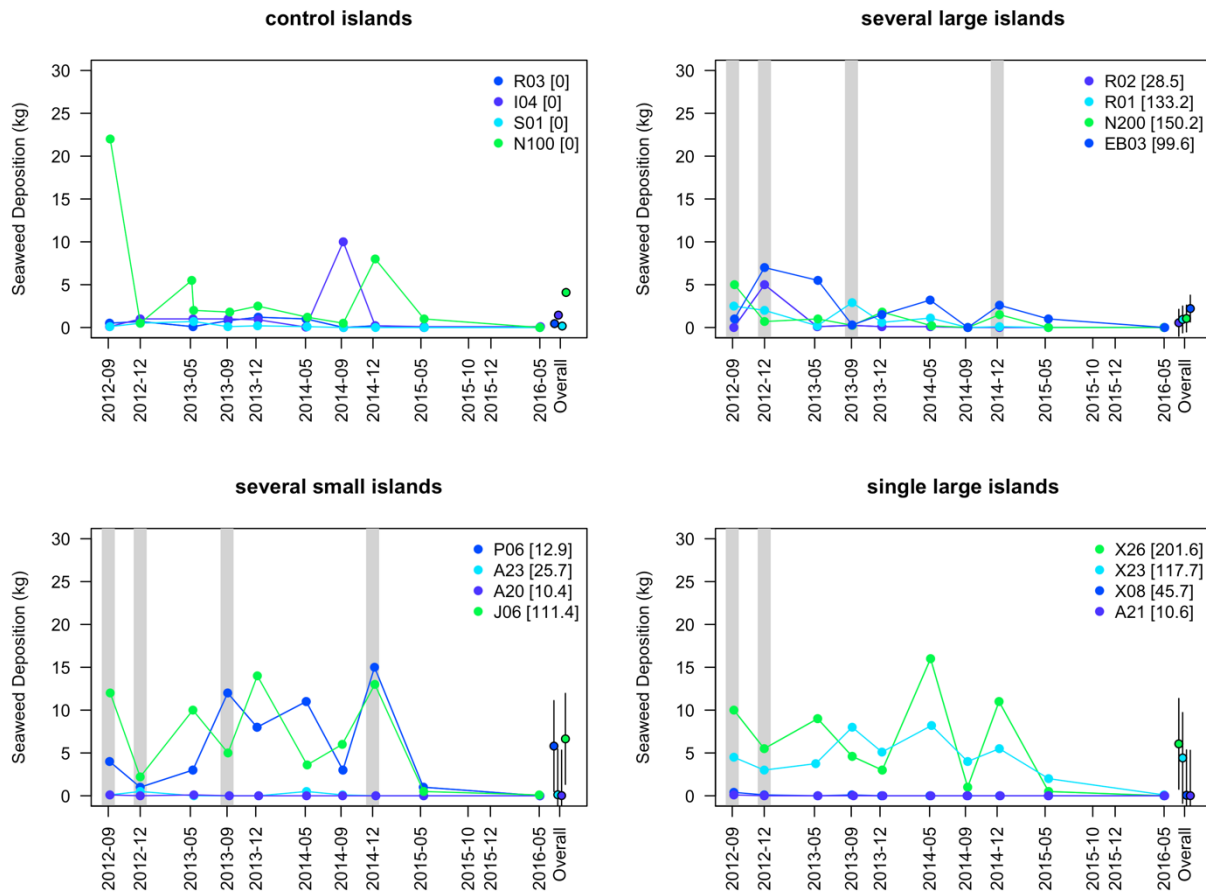 control islands
Seaweed Deposition (kg)
30
25
20
15
10
5
0
R03 [0]
I04 [0]
S01 [0]
N100 [0]
2012-09
2012-12
2013-05
2013-09
2013-12
2014-05
2014-09
2014-12
2015-05
2015-10
2015-12
2016-05
Overall
several large islands
Seaweed Deposition (kg)
30
25
20
15
10
5
0
R02 [28.5]
R01 [133.2]
N200 [150.2]
EB03 [99.6]
2012-09
2012-12
2013-05
2013-09
2013-12
2014-05
2014-09
2014-12
2015-05
2015-10
2015-12
2016-05
Overall
several small islands
Seaweed Deposition (kg)
30
25
20
15
10
5
0
P06 [12.9]
A23 [25.7]
A20 [10.4]
J06 [111.4]
2012-09
2012-12
2013-05
2013-09
2013-12
2014-05
2014-09
2014-12
2015-05
2015-10
2015-12
2016-05
Overall
single large islands
Seaweed Deposition (kg)
30
25
20
15
10
5
0
X26 [201.6]
X23 [117.7]
X08 [45.7]
A21 [10.6]
2012-09
2012-12
2013-05
2013-09
2013-12
2014-05
2014-09
2014-12
2015-05
2015-10
2015-12
2016-05
Overall